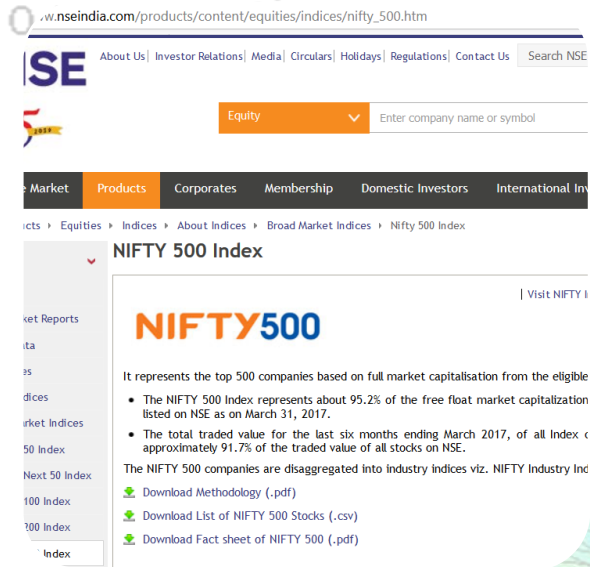 w.nseindia.com/products/content/equities/indices/nifty_500.htm
NSE
About Us| Investor Relations| Media| Circulars| Holidays| Regulations| Contact Us
Search NSE
2018
Equity
Enter company name or symbol
Market Products Corporates Membership Domestic Investors International Inv
cts Equities Indices About Indices Broad Market Indices Nifty 500 Index
NIFTY 500 Index
| Visit NIFTY I
ket Reports
ta
es
dices
rket Indices
50 Index
Next 50 Index
100 Index
200 Index
Index
NIFTY500
It represents the top 500 companies based on full market capitalisation from the eligible
• The NIFTY 500 Index represents about 95.2% of the free float market capitalization
listed on NSE as on March 31, 2017.
• The total traded value for the last six months ending March 2017, of all Index c
approximately 91.7% of the traded value of all stocks on NSE.
The NIFTY 500 companies are disaggregated into industry indices viz. NIFTY Industry Ind
Download Methodology (.pdf)
Download List of NIFTY 500 Stocks (.csv)
Download Fact sheet of NIFTY 500 (.pdf)